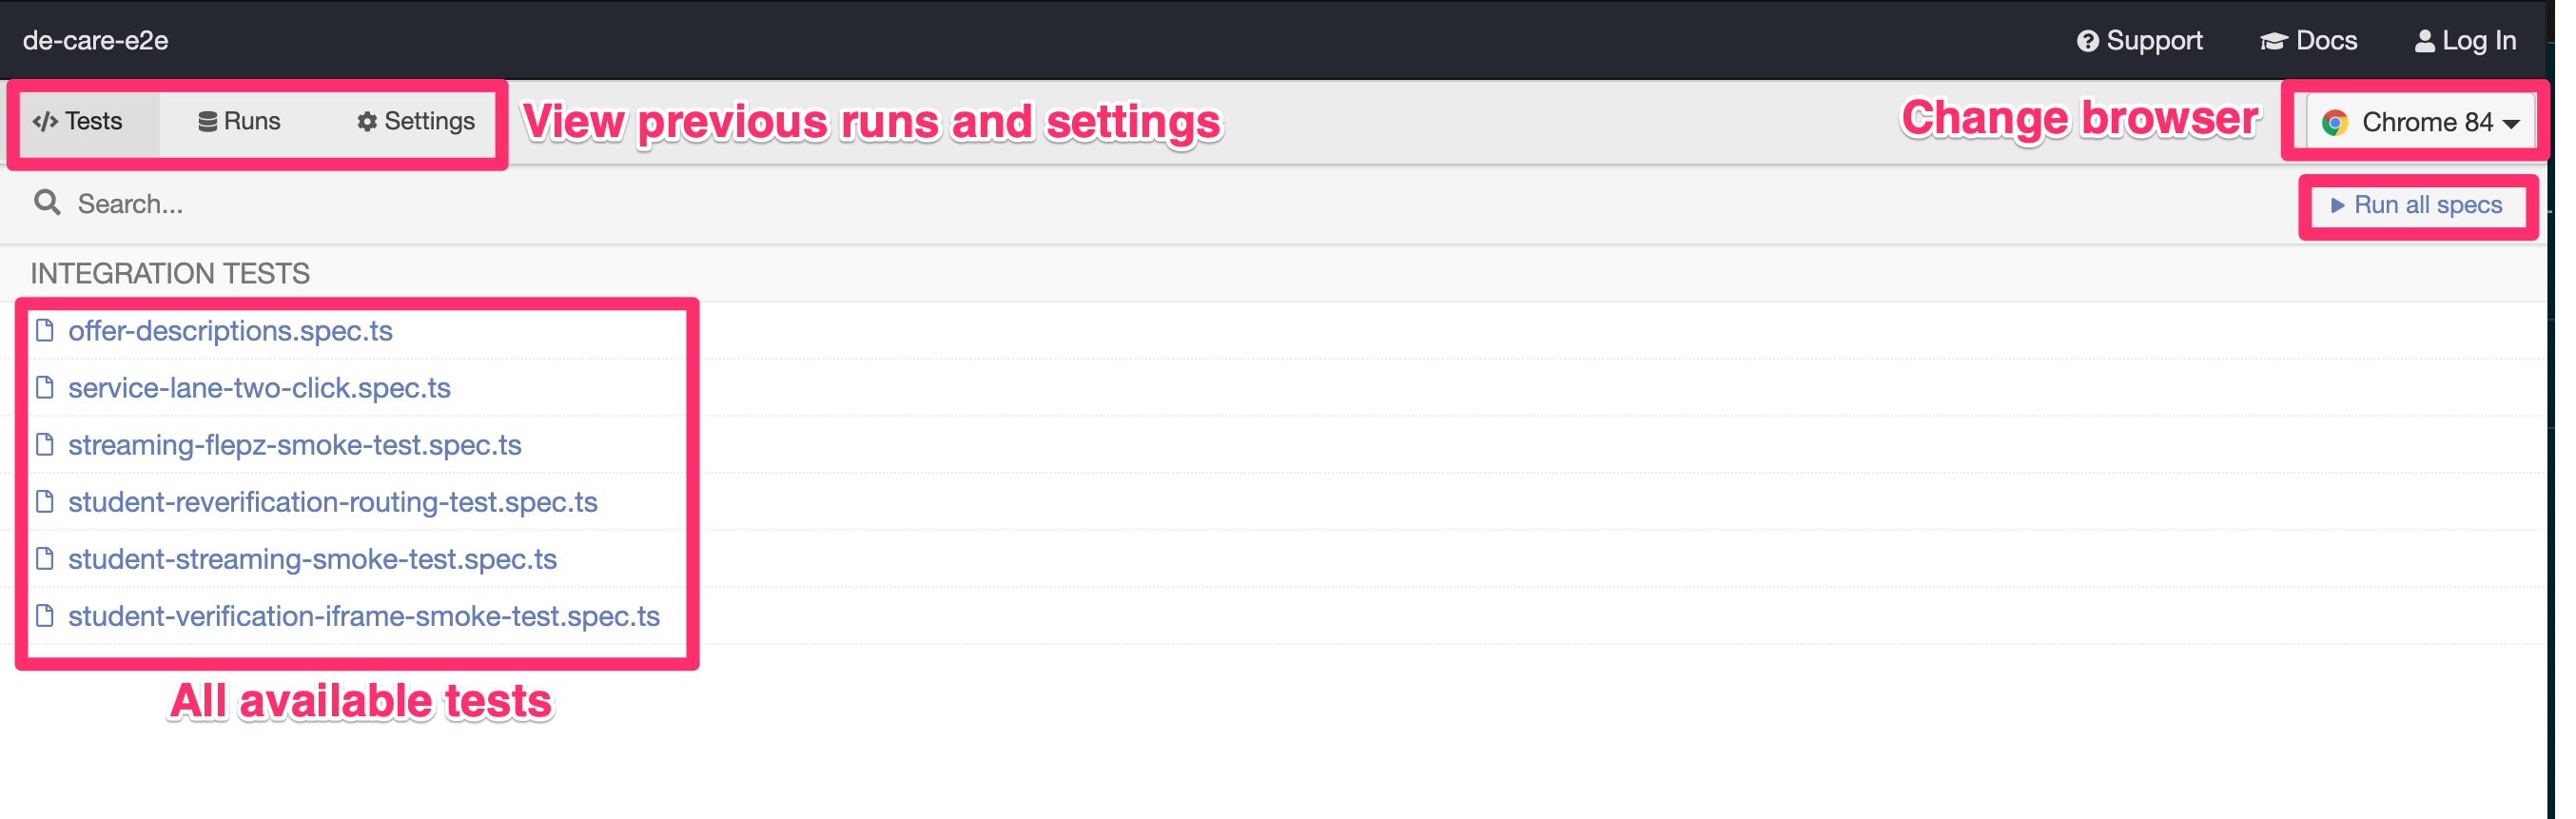 de-care-e2e Support Docs Log In
Tests Runs Settings View previous runs and settings Change browser Chrome 84
Search... Run all specs
INTEGRATION TESTS
offer-descriptions.spec.ts
service-lane-two-click.spec.ts
streaming-flepz-smoke-test.spec.ts
student-reverification-routing-test.spec.ts
student-streaming-smoke-test.spec.ts
student-verification-iframe-smoke-test.spec.ts
All available tests